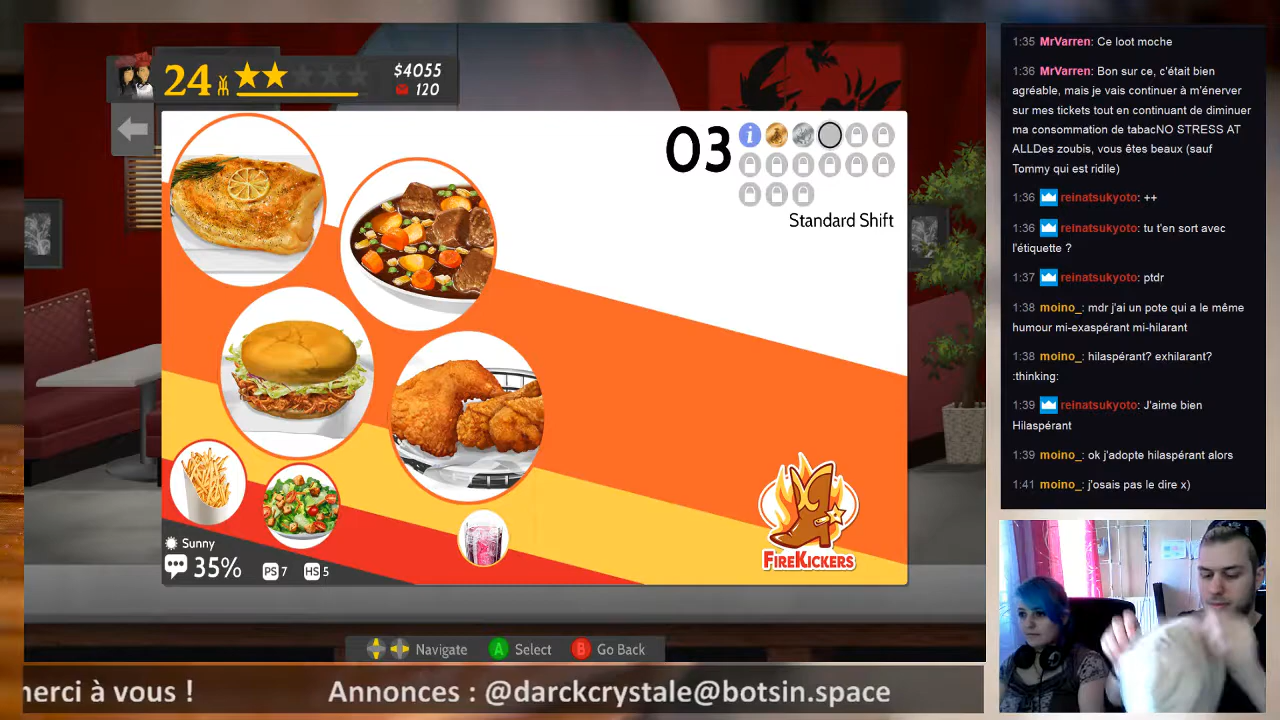 24
$4055
120
03
i
Standard Shift
Sunny
35%
PS 7
HS 5
FIREKICKERS
Navigate
A Select
B Go Back
1:35 MrVarren: Ce loot moche
1:36 MrVarren: Bon sur ce, c'était bien
agréable, mais je vais continuer à m'énerver
sur mes tickets tout en continuant de diminuer
ma consommation de tabacNO STRESS AT
ALLDes zoubis, vous êtes beaux (sauf
Tommy qui est ridile)
1:36 reinatsukyoto: ++
1:36 reinatsukyoto: tu t'en sort avec
l'étiquette ?
1:37 reinatsukyoto: ptdr
1:38 moino_: mdr j'ai un pote qui a le même
humour mi-exaspérant mi-hilarant
1:38 moino_: hilaspérant? exhilarant?
:thinking:
1:39 reinatsukyoto: J'aime bien
Hilaspérant
1:39 moino_: ok j'adopte hilaspérant alors
1:41 moino_: j'osais pas le dire x)
nerci à vous !
Annonces : @darckcrystale@botsin.space